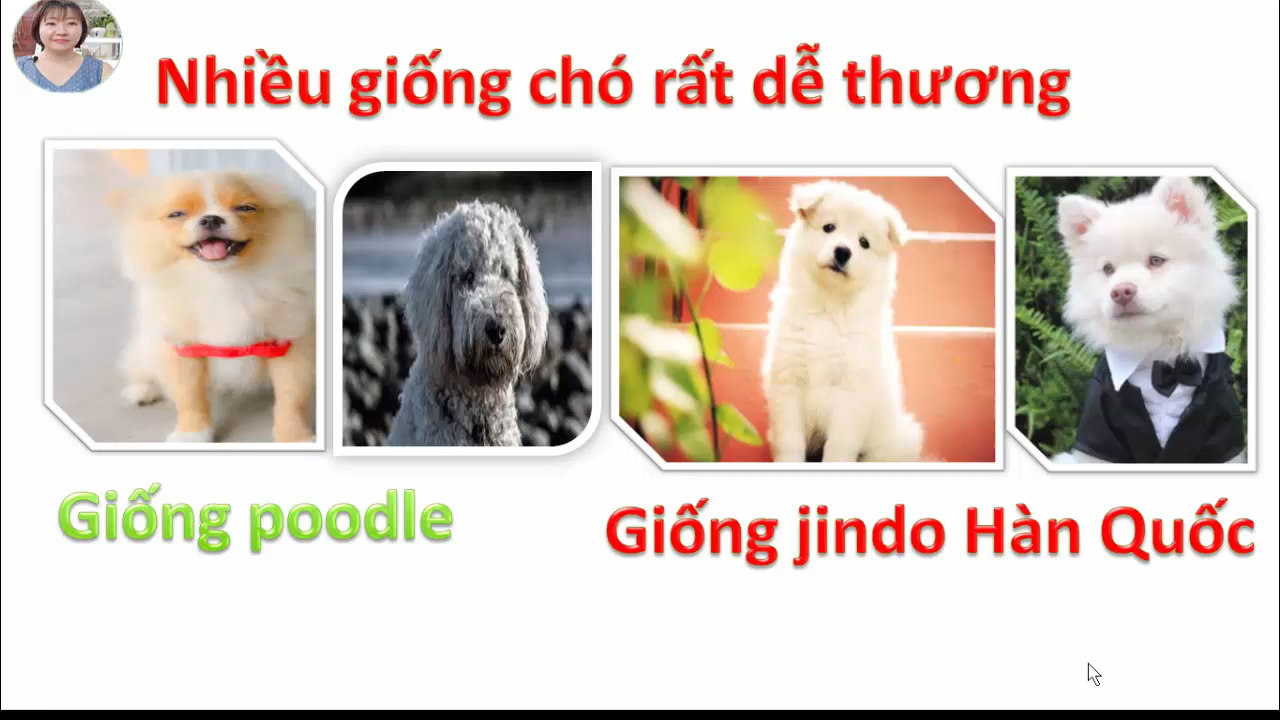 Nhiều giống chó rất dễ thương
Giống poodle
Giống jindo Hàn Quốc